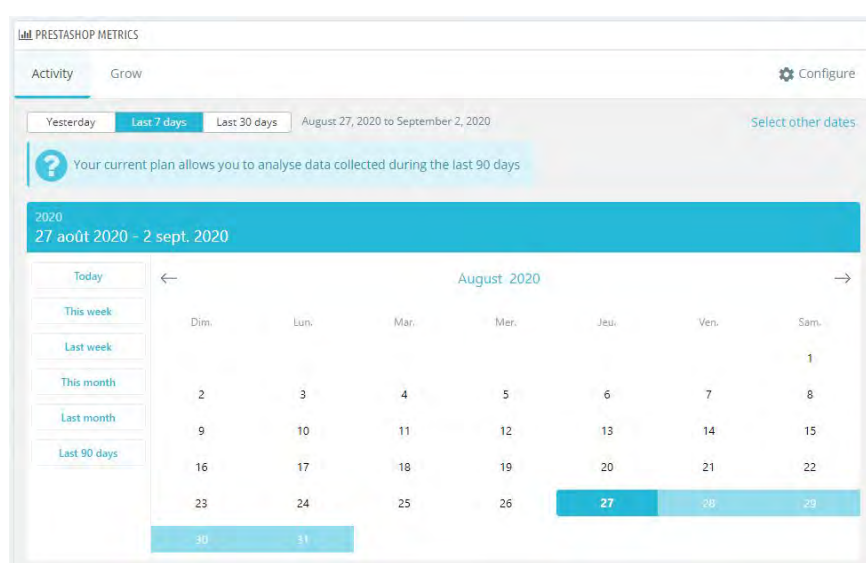 PRESTASHOP METRICS
Activity Grow Configure
Yesterday Last 7 days Last 30 days August 27, 2020 to September 2, 2020 Select other dates
Your current plan allows you to analyse data collected during the last 90 days
2020
27 août 2020 - 2 sept. 2020
Today
This week
Last week
This month
Last month
Last 90 days
August 2020
Dim. Lun. Mar. Mer. Jeu. Ven. Sam.
1
2 3 4 5 6 7 8
9 10 11 12 13 14 15
16 17 18 19 20 21 22
23 24 25 26 27 28 29
30 31